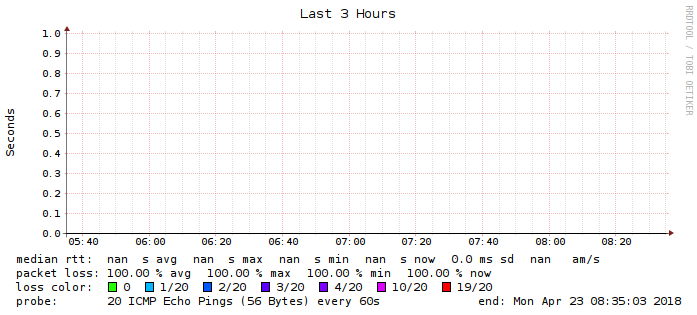 Last 3 Hours
RRDTOOL / TOBI OETIKER
Seconds
1.0
0.9
0.8
0.7
0.6
0.5
0.4
0.3
0.2
0.1
0.0
05:40 06:00 06:20 06:40 07:00 07:20 07:40 08:00 08:20
median rtt: nan s avg nan s max nan s min nan s now 0.0 ms sd nan am/s
packet loss: 100.00 % avg 100.00 % max 100.00 % min 100.00 % now
loss color: 0 1/20 2/20 3/20 4/20 10/20 19/20
probe: 20 ICMP Echo Pings (56 Bytes) every 60s end: Mon Apr 23 08:35:03 2018